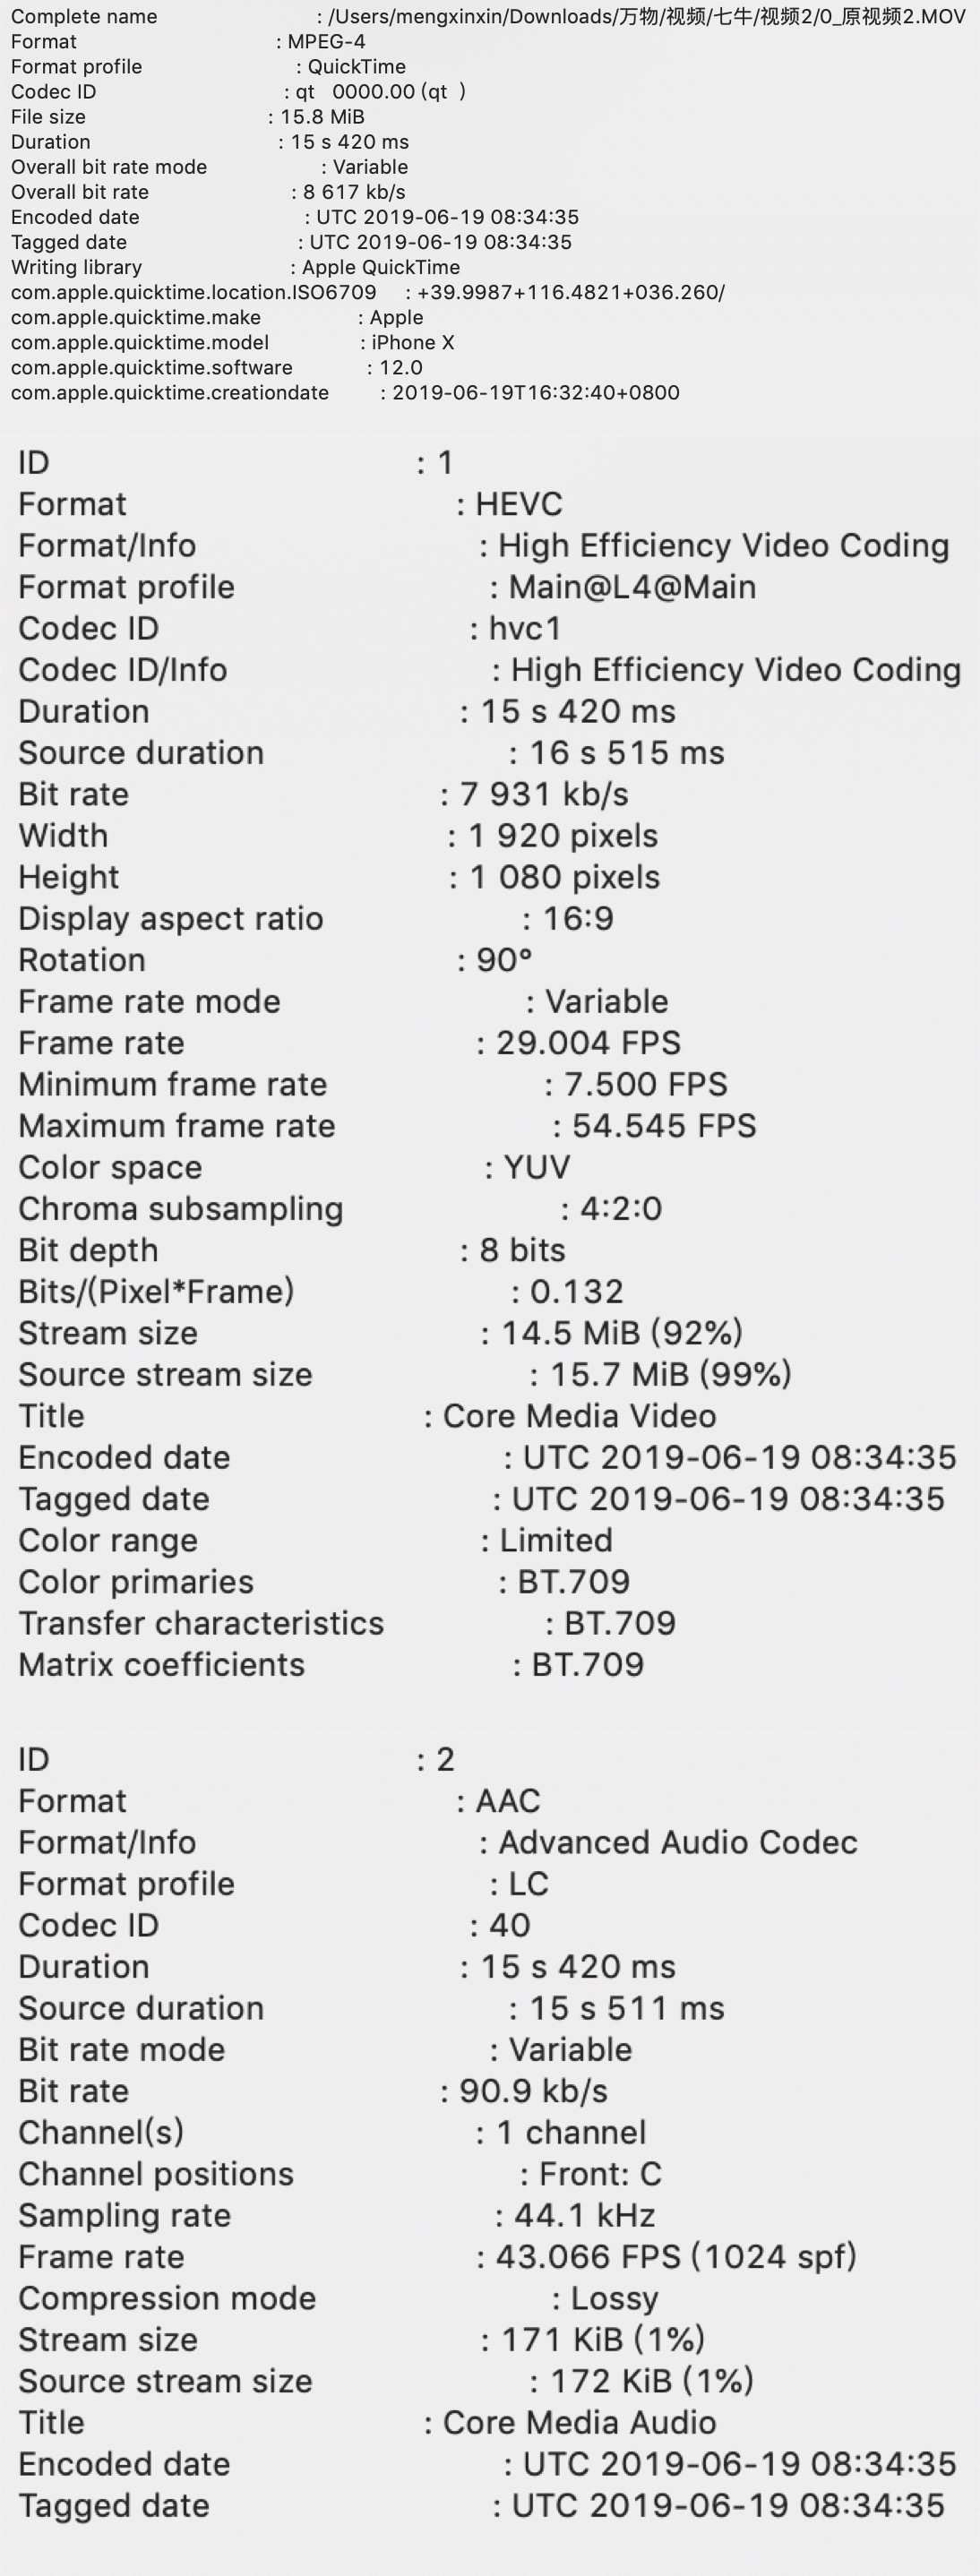 Complete name : /Users/mengxinxin/Downloads/万物/视频/七牛/视频2/0_原视频2.MOV
Format : MPEG-4
Format profile : QuickTime
Codec ID : qt 0000.00 (qt )
File size : 15.8 MiB
Duration : 15 s 420 ms
Overall bit rate mode : Variable
Overall bit rate : 8 617 kb/s
Encoded date : UTC 2019-06-19 08:34:35
Tagged date : UTC 2019-06-19 08:34:35
Writing library : Apple QuickTime
com.apple.quicktime.location.ISO6709 : +39.9987+116.4821+036.260/
com.apple.quicktime.make : Apple
com.apple.quicktime.model : iPhone X
com.apple.quicktime.software : 12.0
com.apple.quicktime.creationdate : 2019-06-19T16:32:40+0800
ID : 1
Format : HEVC
Format/Info : High Efficiency Video Coding
Format profile : Main@L4@Main
Codec ID : hvc1
Codec ID/Info : High Efficiency Video Coding
Duration : 15 s 420 ms
Source duration : 16 s 515 ms
Bit rate : 7 931 kb/s
Width : 1 920 pixels
Height : 1 080 pixels
Display aspect ratio : 16:9
Rotation : 90°
Frame rate mode : Variable
Frame rate : 29.004 FPS
Minimum frame rate : 7.500 FPS
Maximum frame rate : 54.545 FPS
Color space : YUV
Chroma subsampling : 4:2:0
Bit depth : 8 bits
Bits/(Pixel*Frame) : 0.132
Stream size : 14.5 MiB (92%)
Source stream size : 15.7 MiB (99%)
Title : Core Media Video
Encoded date : UTC 2019-06-19 08:34:35
Tagged date : UTC 2019-06-19 08:34:35
Color range : Limited
Color primaries : BT.709
Transfer characteristics : BT.709
Matrix coefficients : BT.709
ID : 2
Format : AAC
Format/Info : Advanced Audio Codec
Format profile : LC
Codec ID : 40
Duration : 15 s 420 ms
Source duration : 15 s 511 ms
Bit rate mode : Variable
Bit rate : 90.9 kb/s
Channel(s) : 1 channel
Channel positions : Front: C
Sampling rate : 44.1 kHz
Frame rate : 43.066 FPS (1024 spf)
Compression mode : Lossy
Stream size : 171 KiB (1%)
Source stream size : 172 KiB (1%)
Title : Core Media Audio
Encoded date : UTC 2019-06-19 08:34:35
Tagged date : UTC 2019-06-19 08:34:35